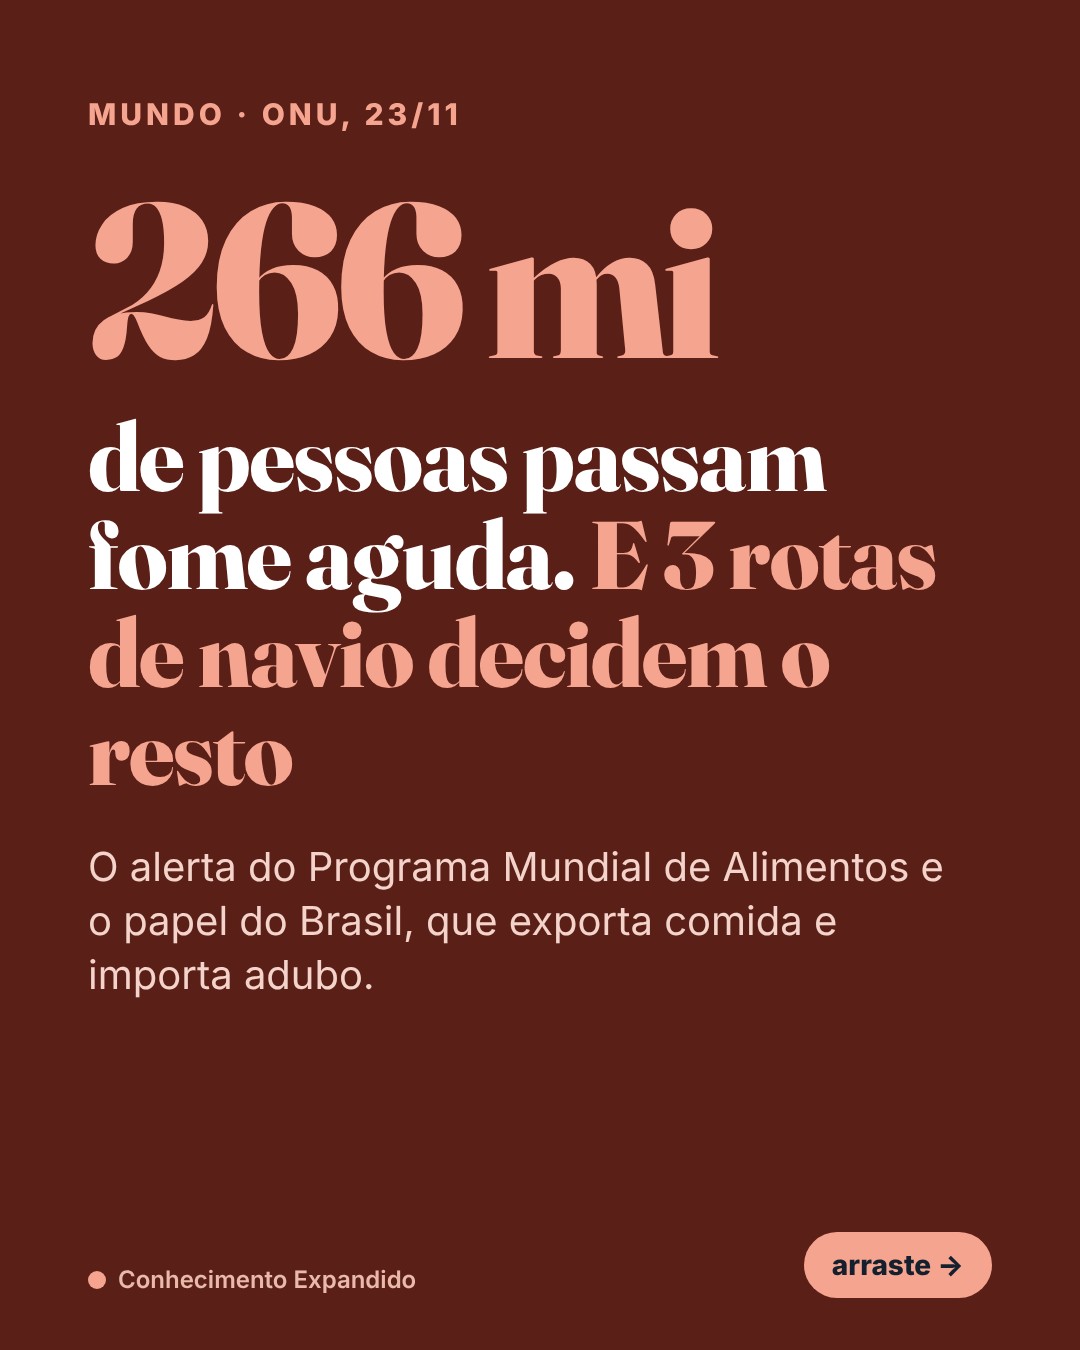 MUNDO · ONU, 23/11
266 mi
de pessoas passam
fome aguda. E 3 rotas
de navio decidem o
resto
O alerta do Programa Mundial de Alimentos e
o papel do Brasil, que exporta comida e
importa adubo.
Conhecimento Expandido
arraste →